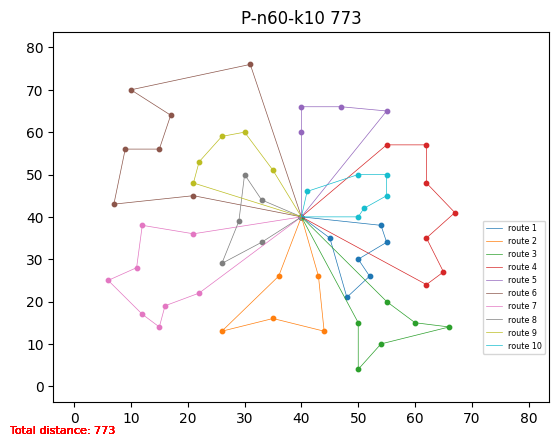 P-n60-k10 773
80
70
60
50
40
30
20
10
0
0 10 20 30 40 50 60 70 80
route 1
route 2
route 3
route 4
route 5
route 6
route 7
route 8
route 9
route 10
Total distance: 773